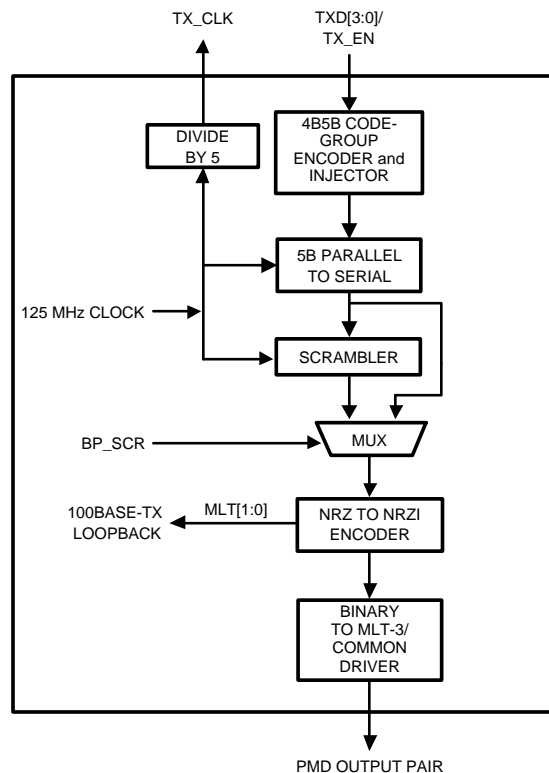 TX_CLK
TXD[3:0]/
TX_EN
DIVIDE
BY 5
4B5B CODE-
GROUP
ENCODER and
INJECTOR
5B PARALLEL
TO SERIAL
125 MHz CLOCK
SCRAMBLER
BP_SCR
MUX
100BASE-TX
LOOPBACK
MLT[1:0]
NRZ TO NRZI
ENCODER
BINARY
TO MLT-3/
COMMON
DRIVER
PMD OUTPUT PAIR